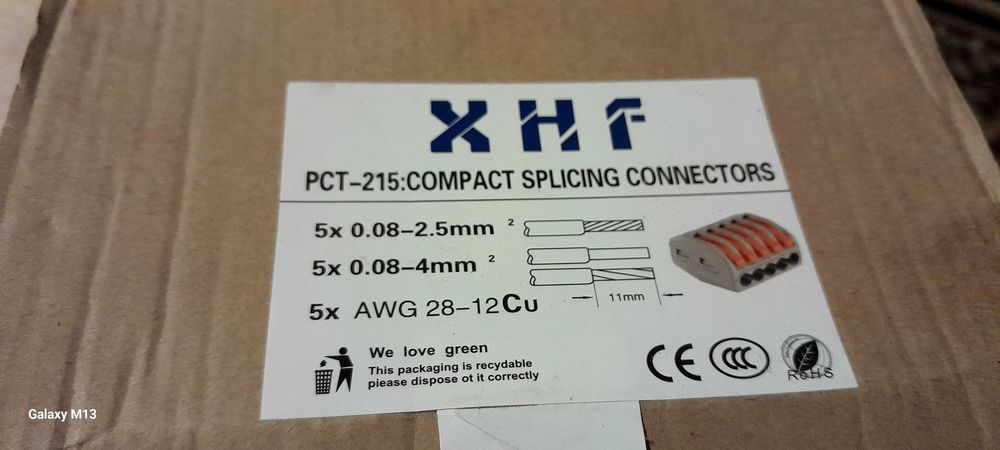 XHF
PCT-215:COMPACT SPLICING CONNECTORS
5x 0.08-2.5mm ²
5x 0.08-4mm ²
5x AWG 28-12Cu
11mm
We love green
This packaging is recydable
piease dispose ot it correctly
CE CCC RoHS
Galaxy M13